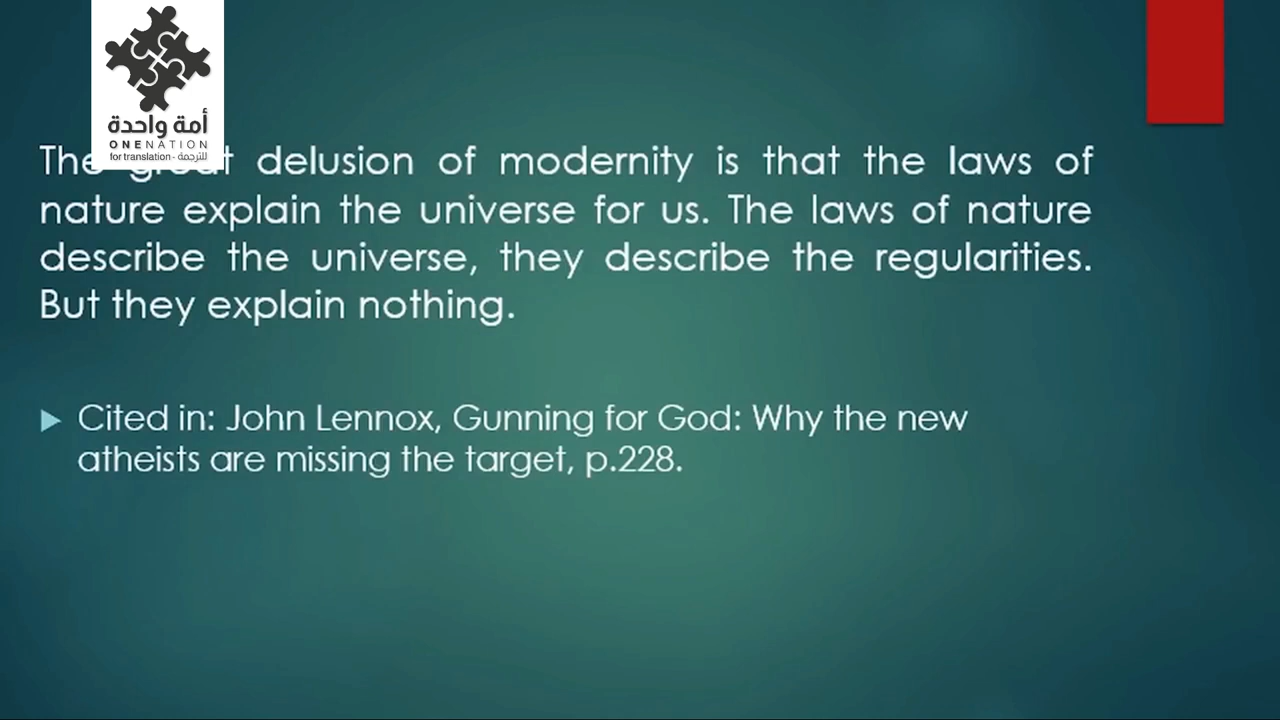 أمة واحدة
ONENATION
for translation - للترجمة
The great delusion of modernity is that the laws of
nature explain the universe for us. The laws of nature
describe the universe, they describe the regularities.
But they explain nothing.
Cited in: John Lennox, Gunning for God: Why the new
atheists are missing the target, p.228.